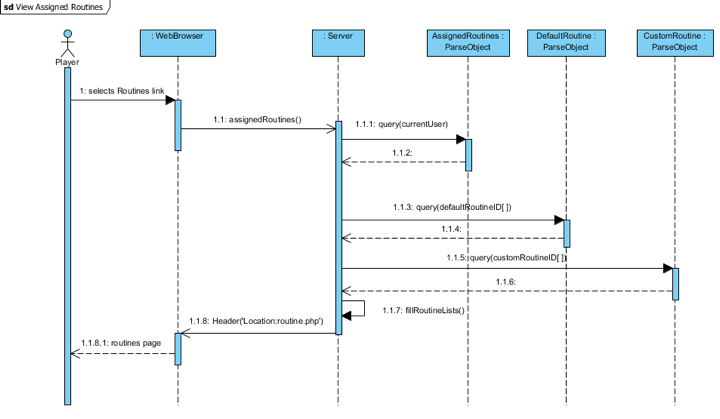 sd View Assigned Routines
: WebBrowser
: Server
AssignedRoutines :
ParseObject
DefaultRoutine :
ParseObject
CustomRoutine :
ParseObject
Player
1: selects Routines link
1.1: assignedRoutines()
1.1.1: query(currentUser)
1.1.2:
1.1.3: query(defaultRoutineID[ ])
1.1.4:
1.1.5: query(customRoutineID[ ])
1.1.6:
1.1.7: fillRoutineLists()
1.1.8: Header('Location:routine.php')
1.1.8.1: routines page